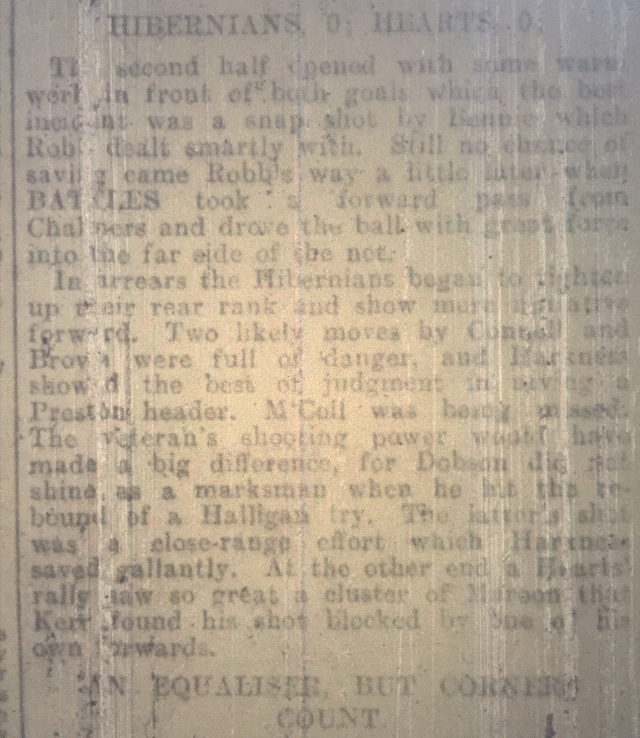 HIBERNIANS, 0; HEARTS, 0;
The second half opened with some warm
work in front of both goals which the best
incident was a snap shot by Bennie which
Robb dealt smartly with. Still no chance of
saving came Robb's way a little later when
BATTLES took a forward pass from
Chalmers and drove the ball with great force
into the far side of the net.
In arrears the Hibernians began to tighten
up their rear rank and show more initiative
forward. Two likely moves by Connell and
Brown were full of danger, and Harkness
showed the best of judgment in saving a
Preston header. M'Coll was being missed.
The veteran's shooting power would have
made a big difference, for Dobson did not
shine as a marksman when he hit the re-
bound of a Halligan try. The latter's shot
was a close-range effort which Harkness
saved gallantly. At the other end a Hearts'
rally saw so great a cluster of Maroon that
Kerr found his shot blocked by one of his
own forwards.
AN EQUALISER, BUT CORNERS
COUNT.